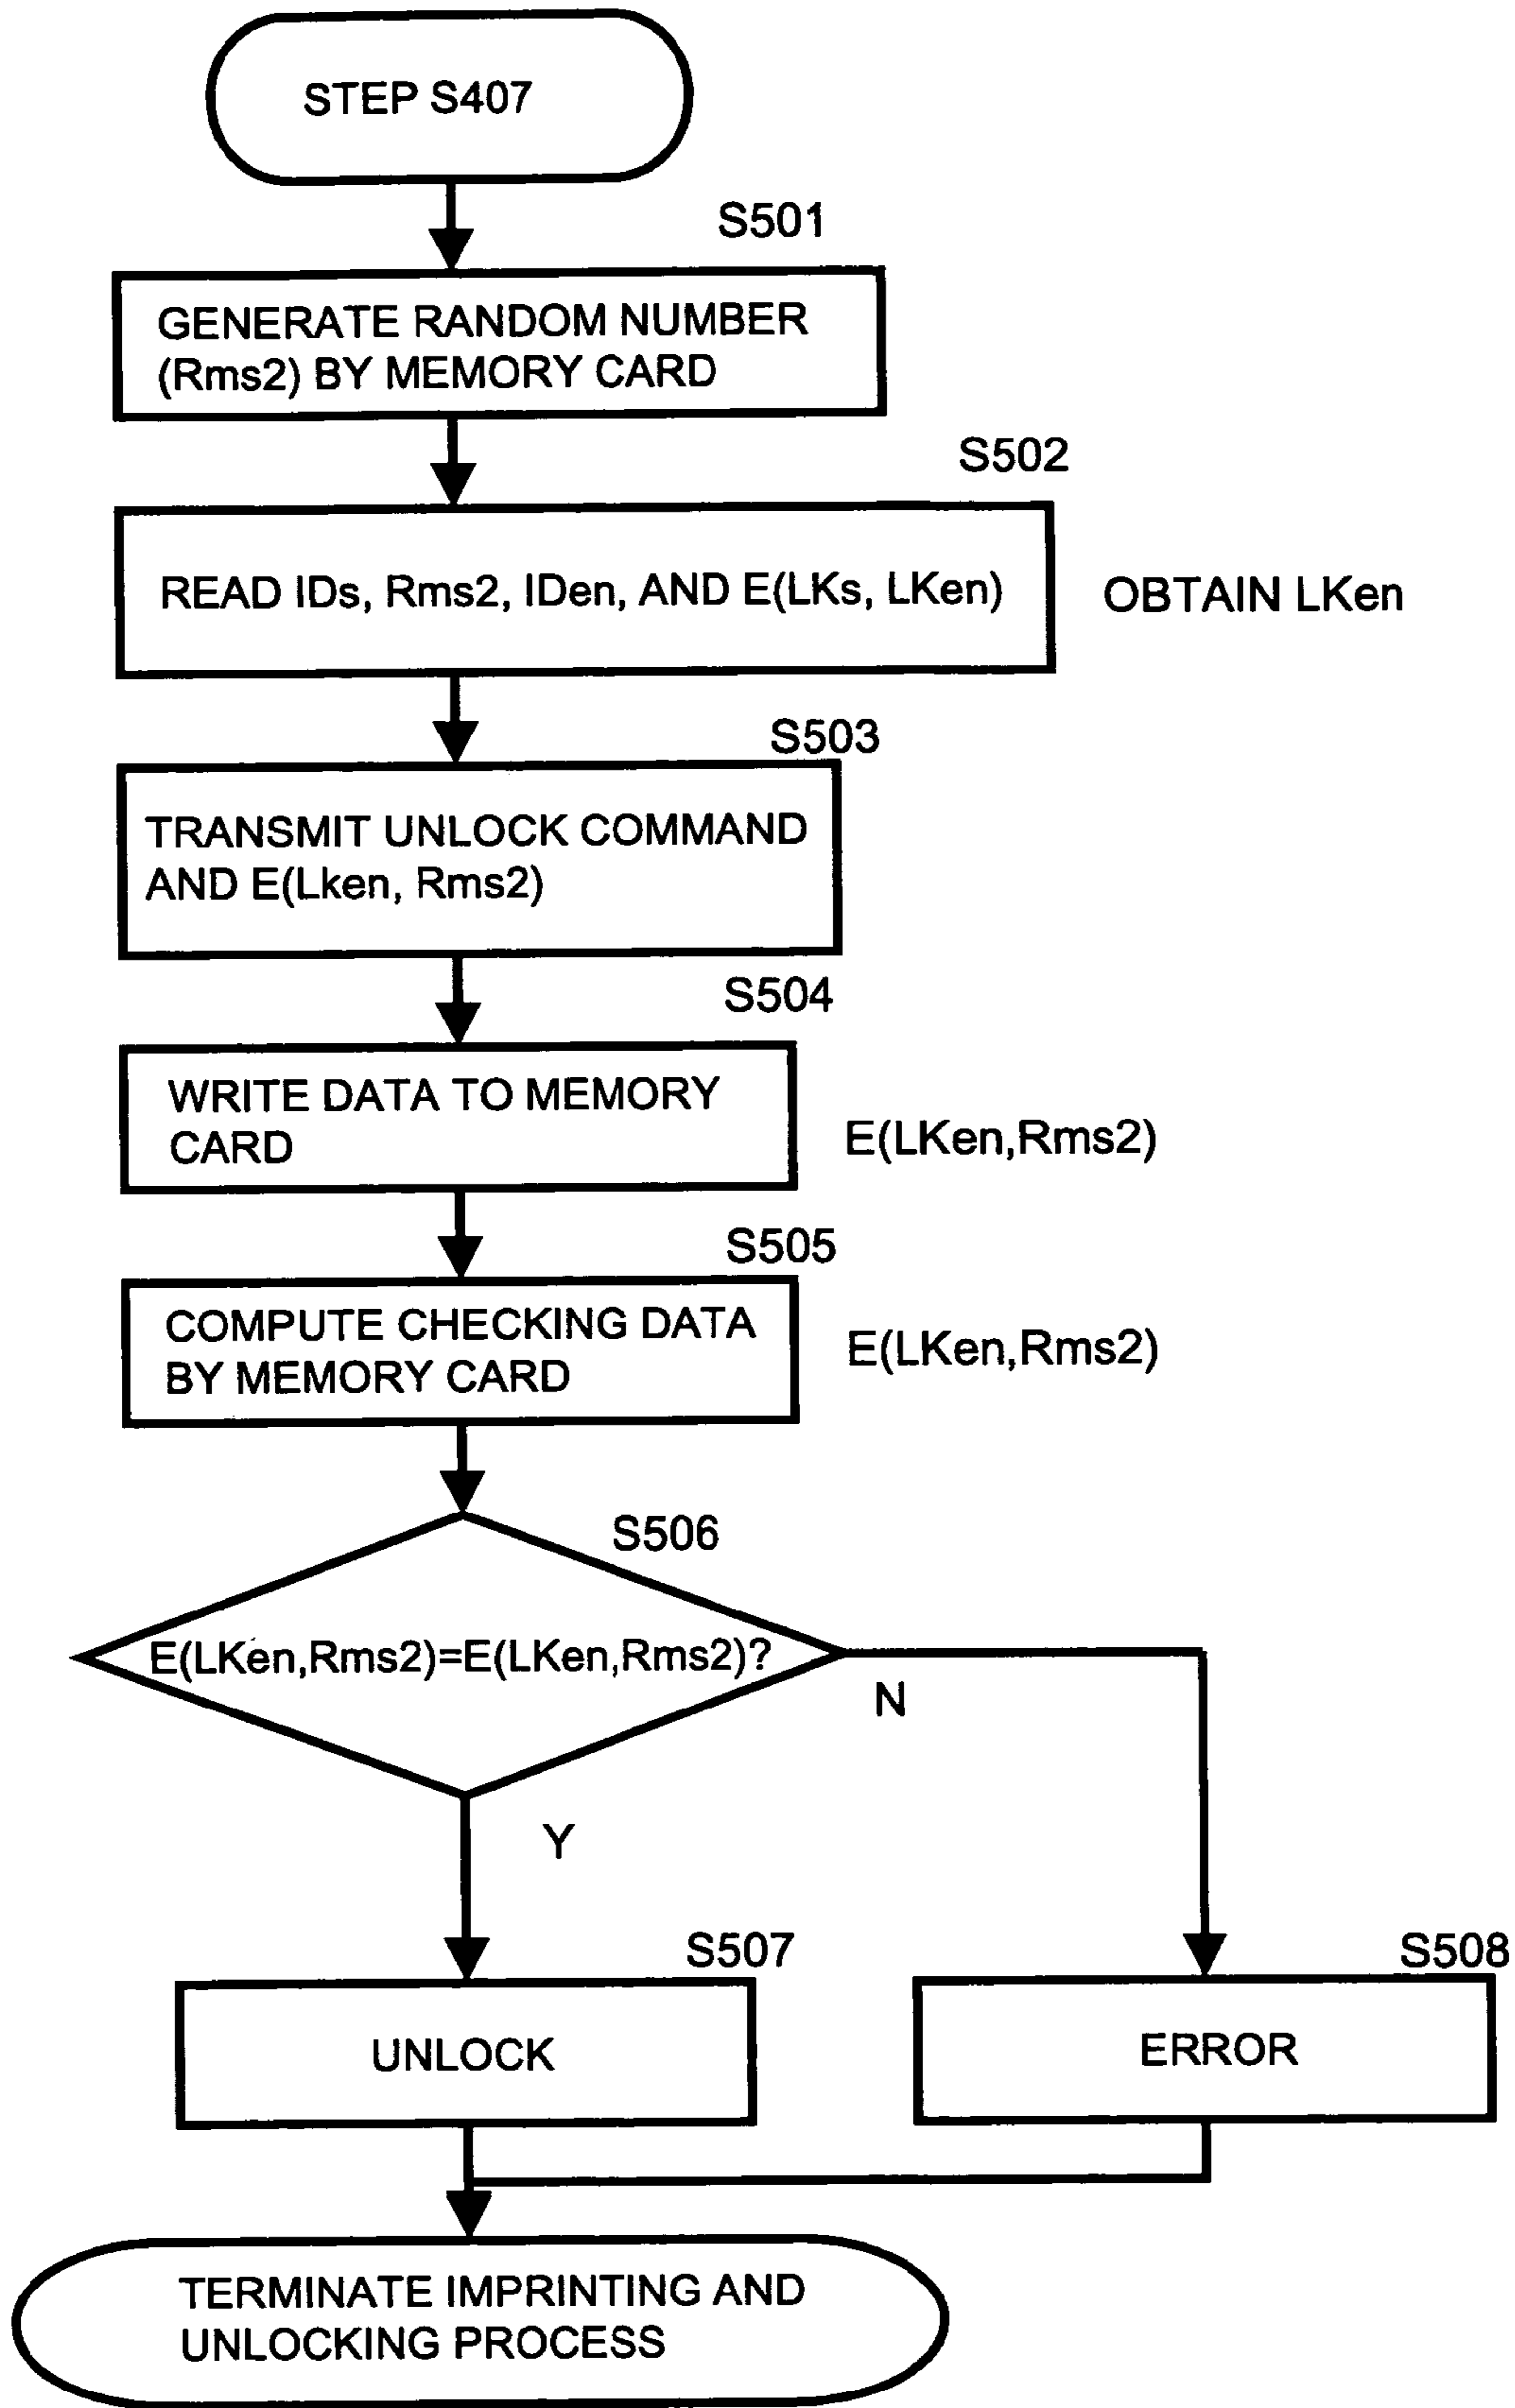 STEP S407
S501
GENERATE RANDOM NUMBER
(Rms2) BY MEMORY CARD
S502
READ IDs, Rms2, IDen, AND E(LKs, LKen)
OBTAIN LKen
S503
TRANSMIT UNLOCK COMMAND
AND E(Lken, Rms2)
S504
WRITE DATA TO MEMORY
CARD
E(LKen,Rms2)
S505
COMPUTE CHECKING DATA
BY MEMORY CARD
E(LKen,Rms2)
S506
E(LKen,Rms2)=E(LKen,Rms2)?
N
Y
S507
S508
UNLOCK
ERROR
TERMINATE IMPRINTING AND
UNLOCKING PROCESS